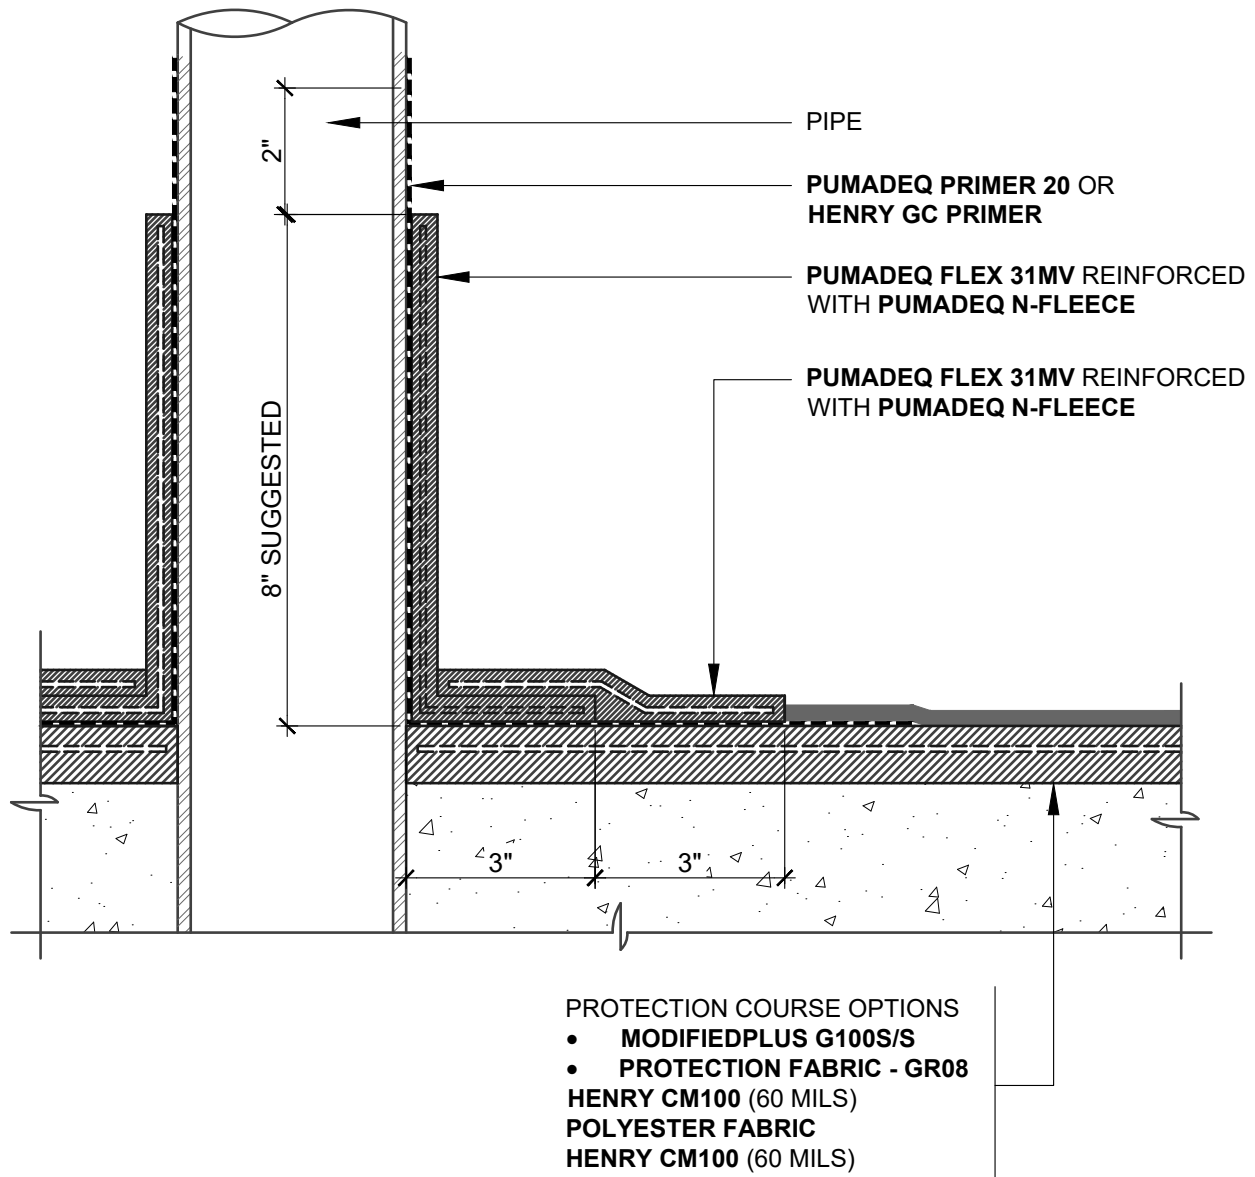 PIPE
2"
PUMADEQ PRIMER 20 OR
HENRY GC PRIMER
PUMADEQ FLEX 31MV REINFORCED
WITH PUMADEQ N-FLEECE
PUMADEQ FLEX 31MV REINFORCED
WITH PUMADEQ N-FLEECE
8" SUGGESTED
3"
3"
PROTECTION COURSE OPTIONS
• MODIFIEDPLUS G100S/S
• PROTECTION FABRIC - GR08
HENRY CM100 (60 MILS)
POLYESTER FABRIC
HENRY CM100 (60 MILS)